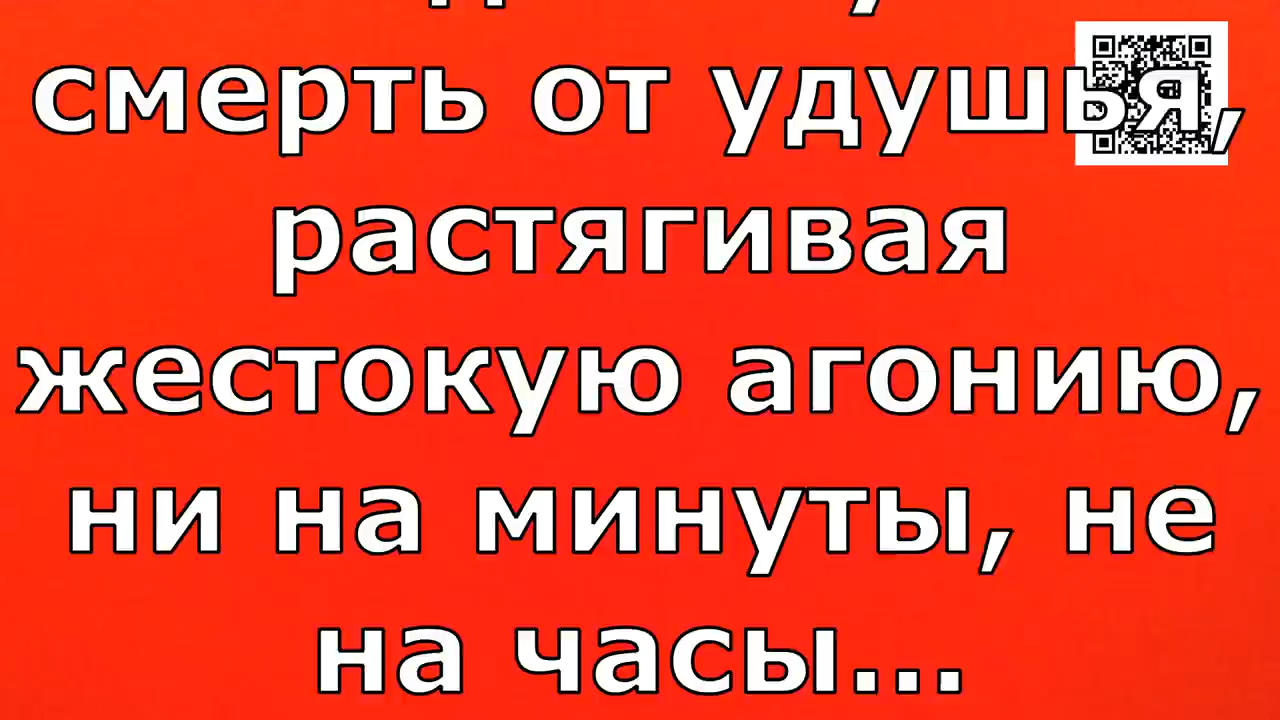 смерть от удушья,
растягивая
жестокую агонию,
ни на минуты, не
на часы...